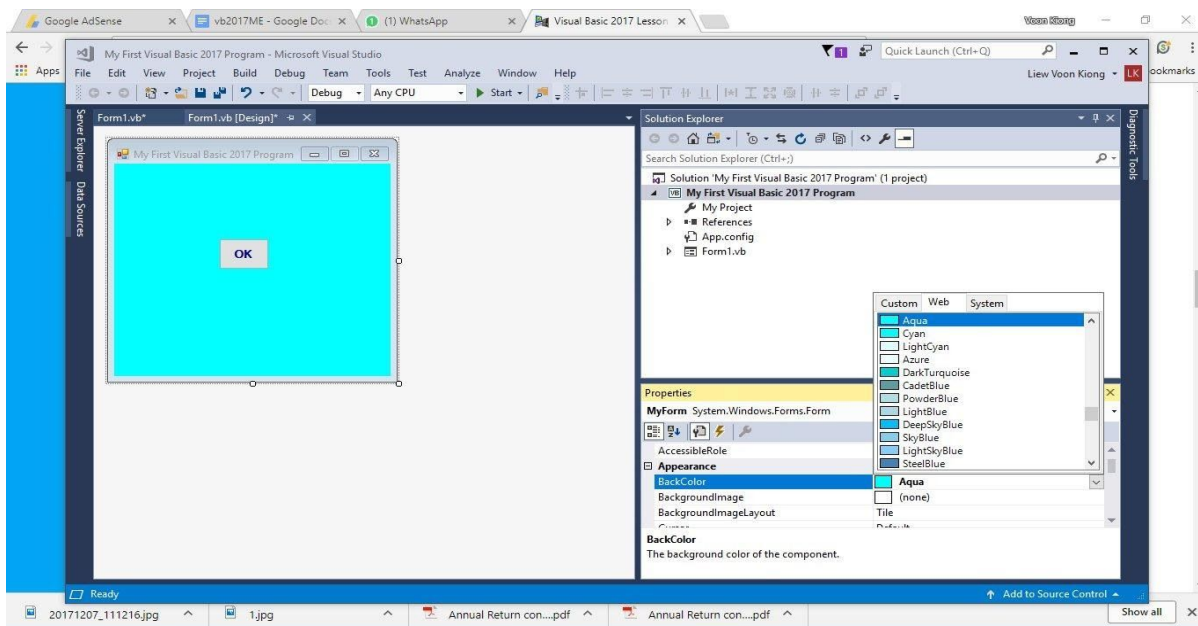 Google AdSense
vb2017ME - Google Doc
(1) WhatsApp
Visual Basic 2017 Lesson
Voon Kiong
Apps
ookmarks
My First Visual Basic 2017 Program - Microsoft Visual Studio
1
Quick Launch (Ctrl+Q)
File Edit View Project Build Debug Team Tools Test Analyze Window Help
Liew Voon Kiong LK
Debug Any CPU Start
Server Explorer
Data Sources
Form1.vb* Form1.vb [Design]*
My First Visual Basic 2017 Program
OK
Solution Explorer
Search Solution Explorer (Ctrl+;)
Solution 'My First Visual Basic 2017 Program' (1 project)
VB My First Visual Basic 2017 Program
My Project
References
App.config
Form1.vb
Diagnostic Tools
Custom Web System
Aqua
Cyan
LightCyan
Azure
DarkTurquoise
CadetBlue
PowderBlue
LightBlue
DeepSkyBlue
SkyBlue
LightSkyBlue
SteelBlue
Properties
MyForm System.Windows.Forms.Form
AccessibleRole
Appearance
BackColor Aqua
BackgroundImage (none)
BackgroundImageLayout Tile
Cursor Default
BackColor
The background color of the component.
Ready
Add to Source Control
20171207_111216.jpg
1.jpg
Annual Return con....pdf
Annual Return con....pdf
Show all